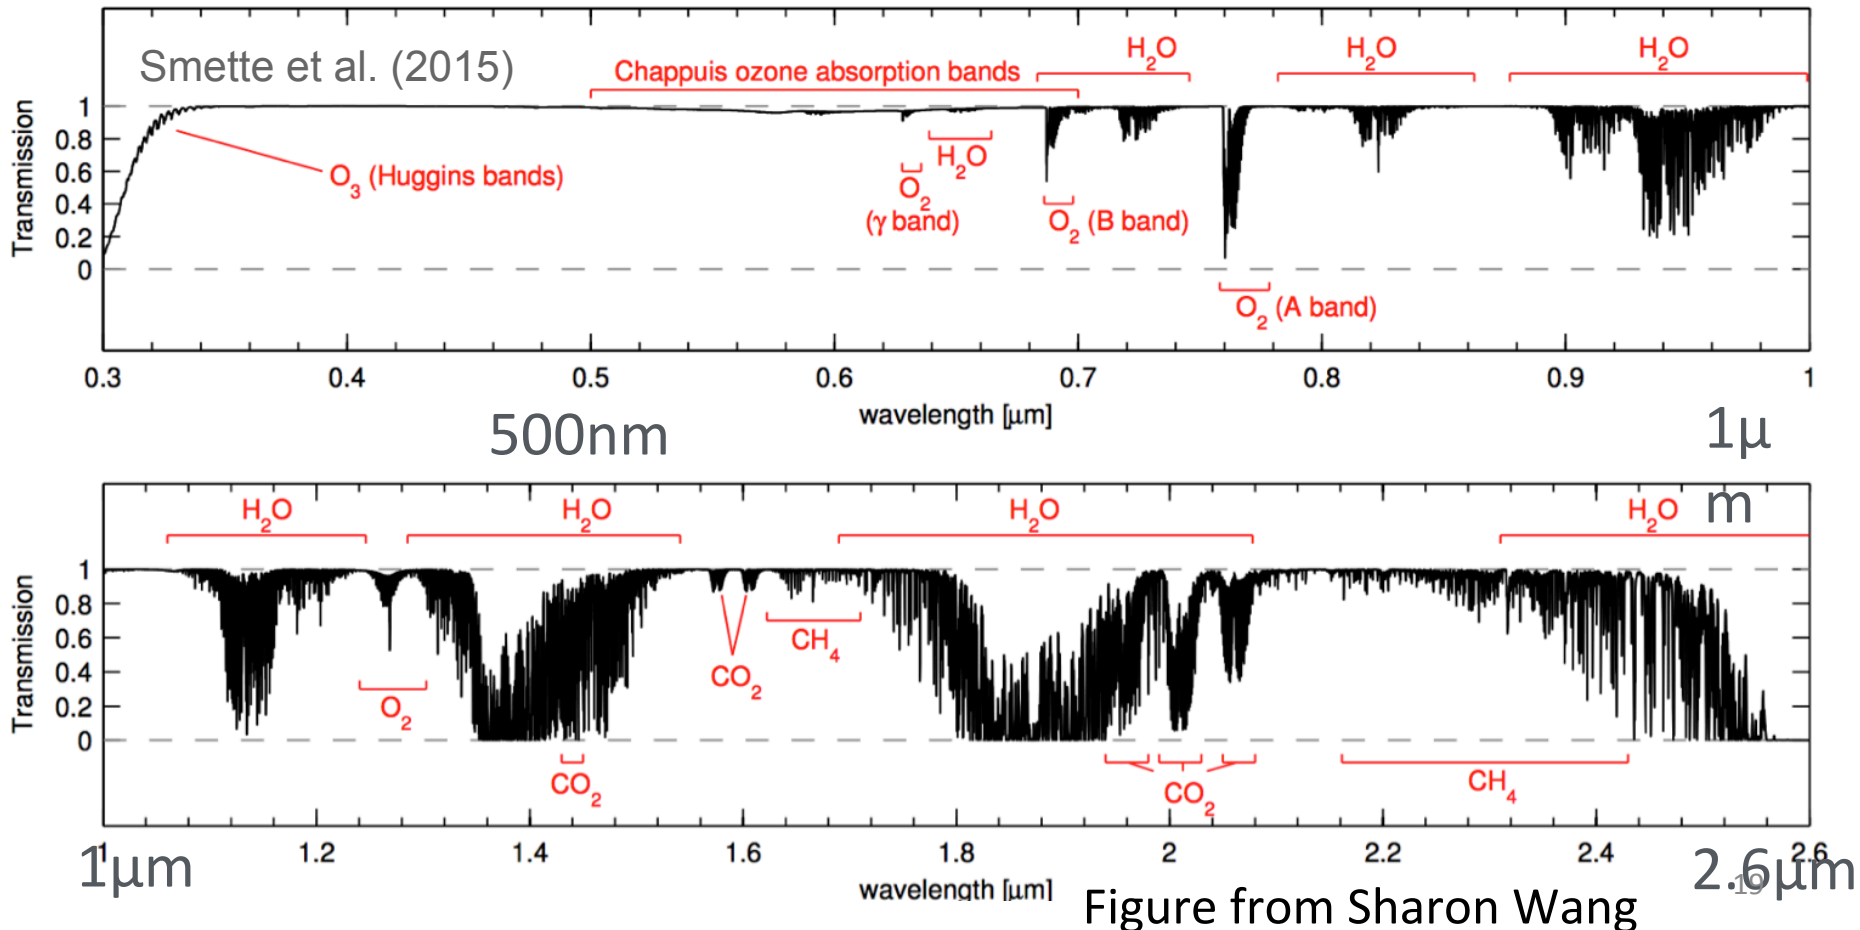 Smette et al. (2015)
Chappuis ozone absorption bands
H₂O
H₂O
H₂O
Transmission
1
0.8
0.6
0.4
0.2
0
O₃ (Huggins bands)
H₂O
O₂
(γ band)
O₂ (B band)
O₂ (A band)
0.3 0.4 0.5 0.6 0.7 0.8 0.9 1
wavelength [μm]
500nm
1μ
m
H₂O
H₂O
H₂O
H₂O
Transmission
1
0.8
0.6
0.4
0.2
0
O₂
CO₂
CH₄
CO₂
CO₂
CH₄
1 1.2 1.4 1.6 1.8 2 2.2 2.4 2.6
1μm
wavelength [μm]
2.6μm
19
Figure from Sharon Wang